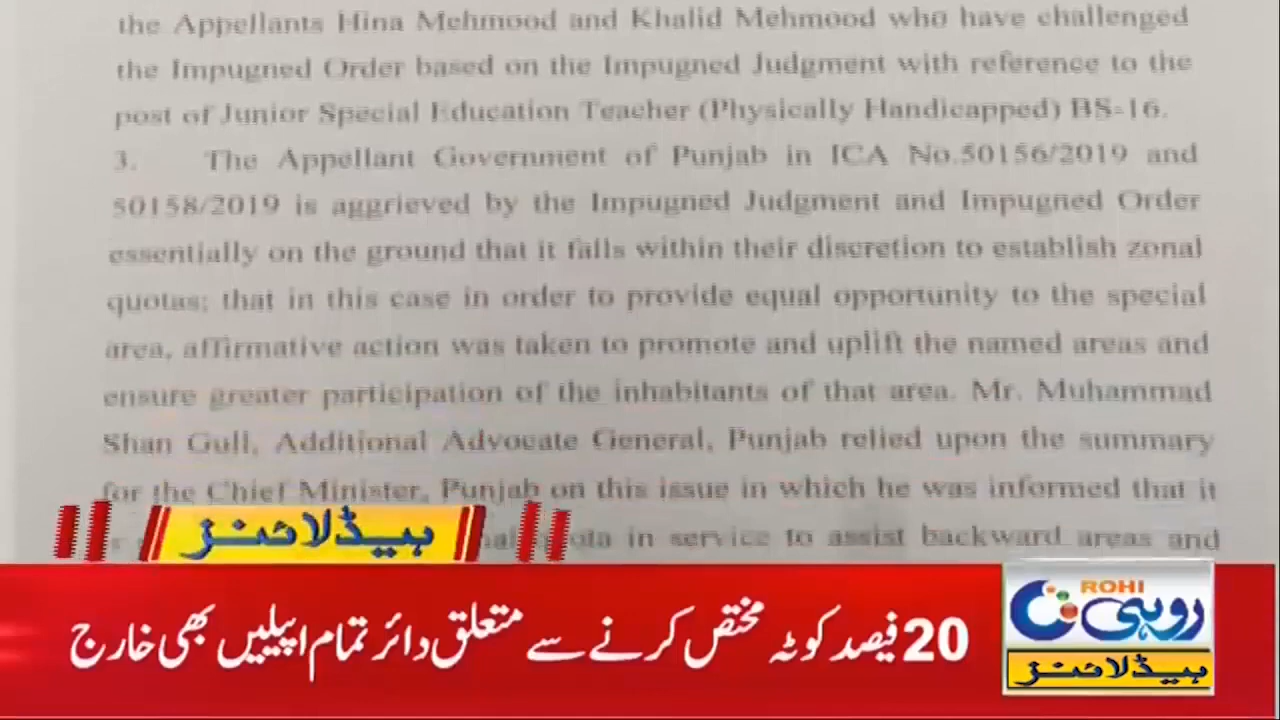 the Appellants Hina Mehmood and Khalid Mehmood who have challenged
the Impugned Order based on the Impugned Judgment with reference to the
post of Junior Special Education Teacher (Physically Handicapped) BS-16.
3. The Appellant Government of Punjab in ICA No.50156/2019 and
50158/2019 is aggrieved by the Impugned Judgment and Impugned Order
essentially on the ground that it falls within their discretion to establish zonal
quotas; that in this case in order to provide equal opportunity to the special
area, affirmative action was taken to promote and uplift the named areas and
ensure greater participation of the inhabitants of that area. Mr. Muhammad
Shan Gull, Additional Advocate General, Punjab relied upon the summary
for the Chief Minister, Punjab on this issue in which he was informed that it
in service to assist backward areas and
ہیڈلائنز
20 فیصد کوٹہ مختص کرنے سے متعلق دائر تمام اپیلیں بھی خارج
ROHI
روہی
ہیڈلائنز